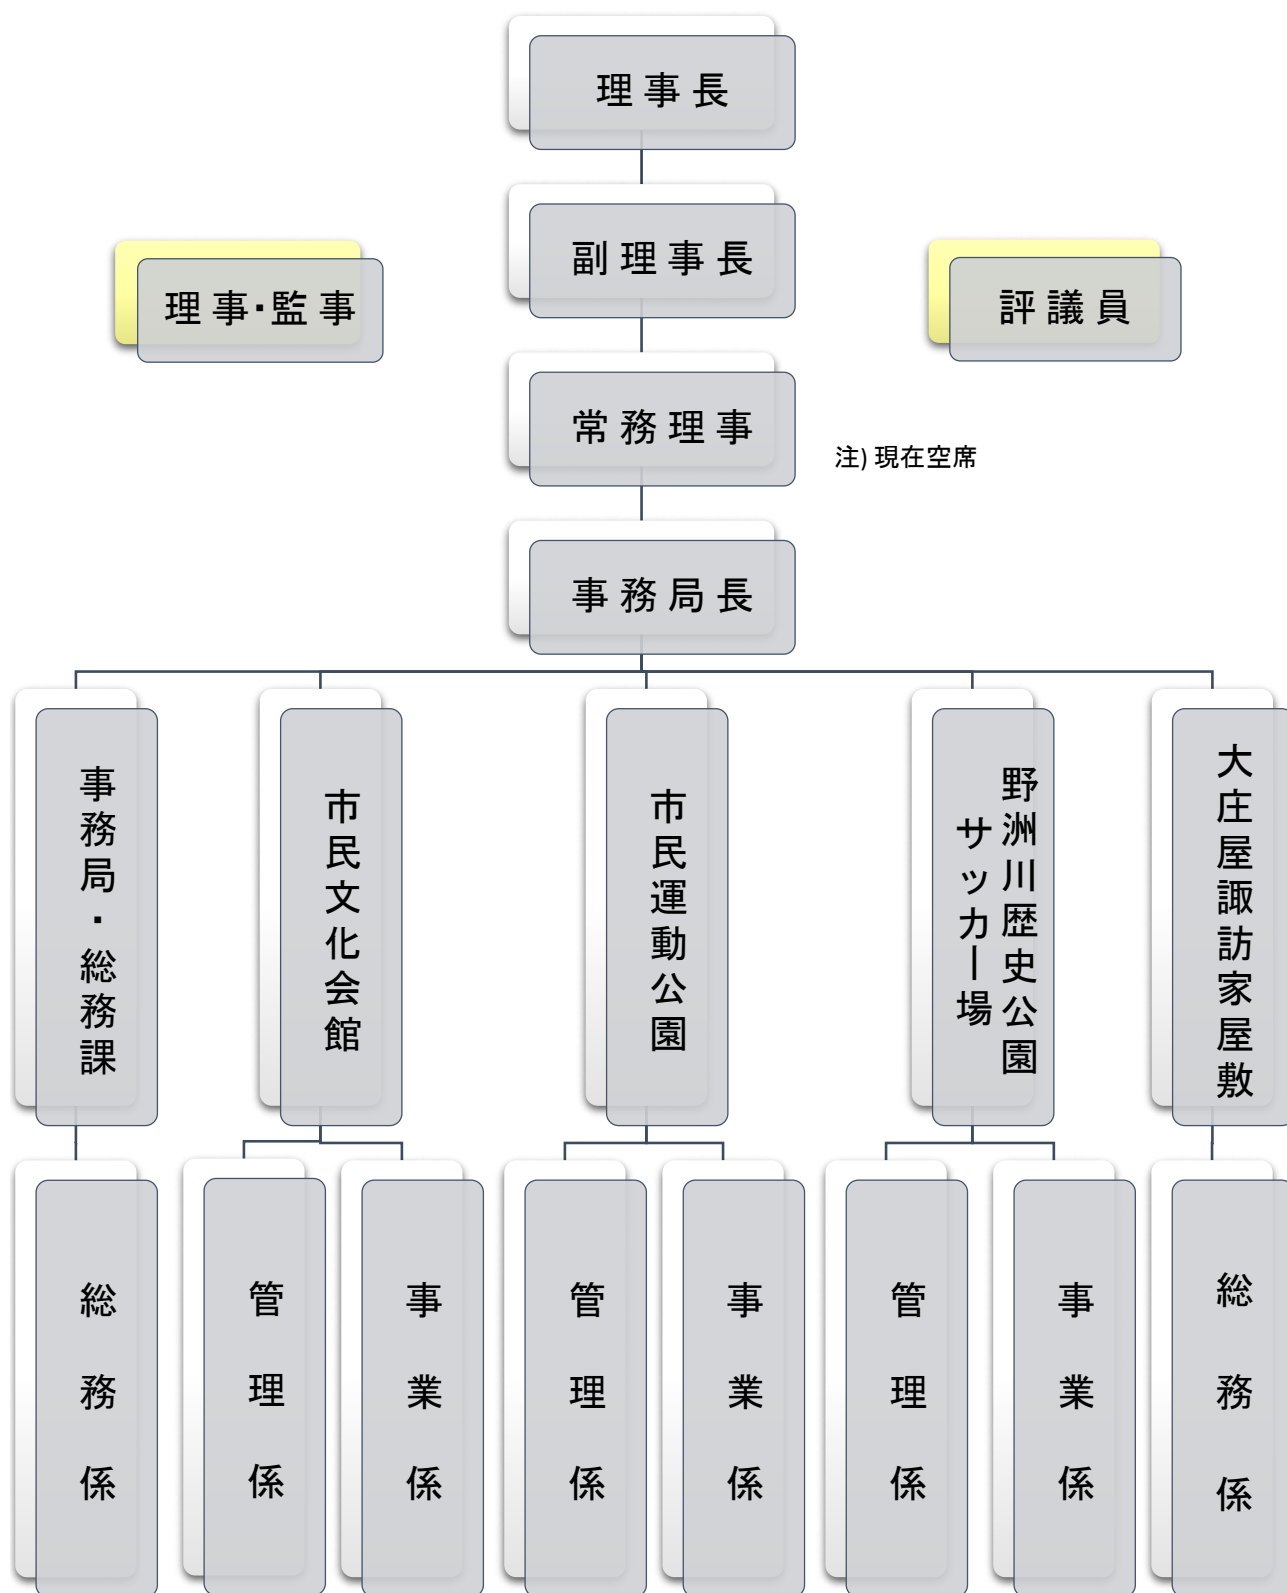 理事長
副理事長
理事・監事
評議員
常務理事
注) 現在空席
事務局長
事務局・総務課
市民文化会館
市民運動公園
野洲川歴史公園
サッカー場
大庄屋諏訪家屋敷
総務係
管理係
事業係
管理係
事業係
管理係
事業係
総務係